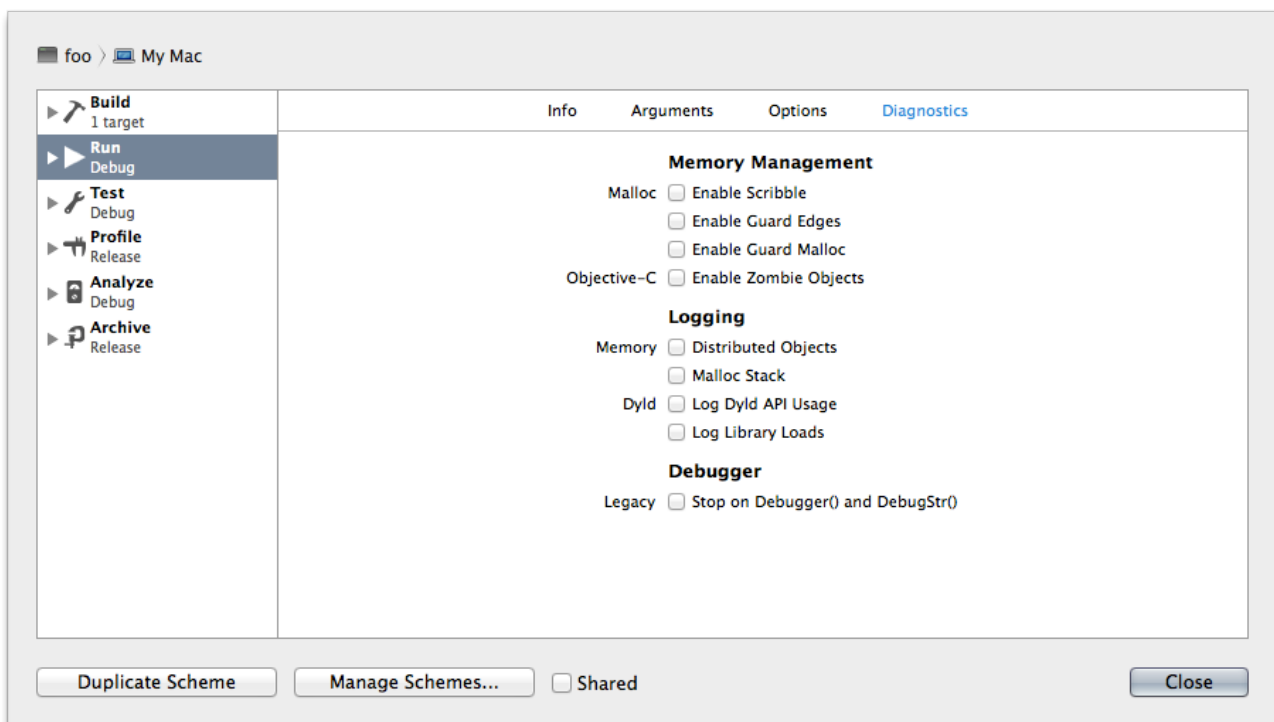 foo 〉 My Mac
Build
1 target
Run
Debug
Test
Debug
Profile
Release
Analyze
Debug
Archive
Release
Info Arguments Options Diagnostics
Memory Management
Malloc Enable Scribble
Enable Guard Edges
Enable Guard Malloc
Objective-C Enable Zombie Objects
Logging
Memory Distributed Objects
Malloc Stack
Dyld Log Dyld API Usage
Log Library Loads
Debugger
Legacy Stop on Debugger() and DebugStr()
Duplicate Scheme Manage Schemes... Shared Close